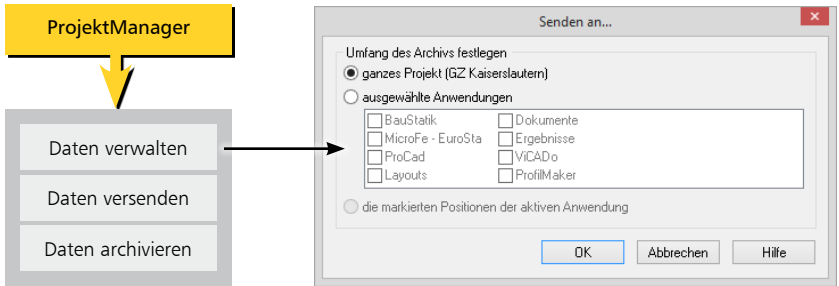 ProjektManager
Daten verwalten
Daten versenden
Daten archivieren
Senden an...
Umfang des Archivs festlegen
ganzes Projekt (GZ Kaiserslautern)
ausgewählte Anwendungen
BauStatik Dokumente
MicroFe - EuroSta Ergebnisse
ProCad ViCADo
Layouts ProfilMaker
die markierten Positionen der aktiven Anwendung
OK Abbrechen Hilfe